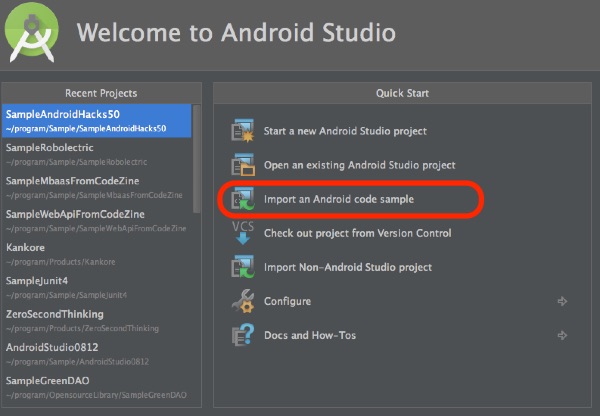 Welcome to Android Studio
Recent Projects
SampleAndroidHacks50
~/program/Sample/SampleAndroidHacks50
SampleRobolectric
~/program/Sample/SampleRobolectric
SampleMbaasFromCodeZine
~/program/Sample/SampleMbaasFromCodeZine
SampleWebApiFromCodeZine
~/program/Sample/SampleWebApiFromCodeZine
Kankore
~/program/Products/Kankore
SampleJunit4
~/program/Sample/SampleJunit4
ZeroSecondThinking
~/program/Products/ZeroSecondThinking
AndroidStudio0812
~/program/Sample/AndroidStudio0812
SampleGreenDAO
~/program/OpensourceLibrary/SampleGreenDAO
Quick Start
Start a new Android Studio project
Open an existing Android Studio project
Import an Android code sample
VCS
Check out project from Version Control
Import Non-Android Studio project
Configure
Docs and How-Tos